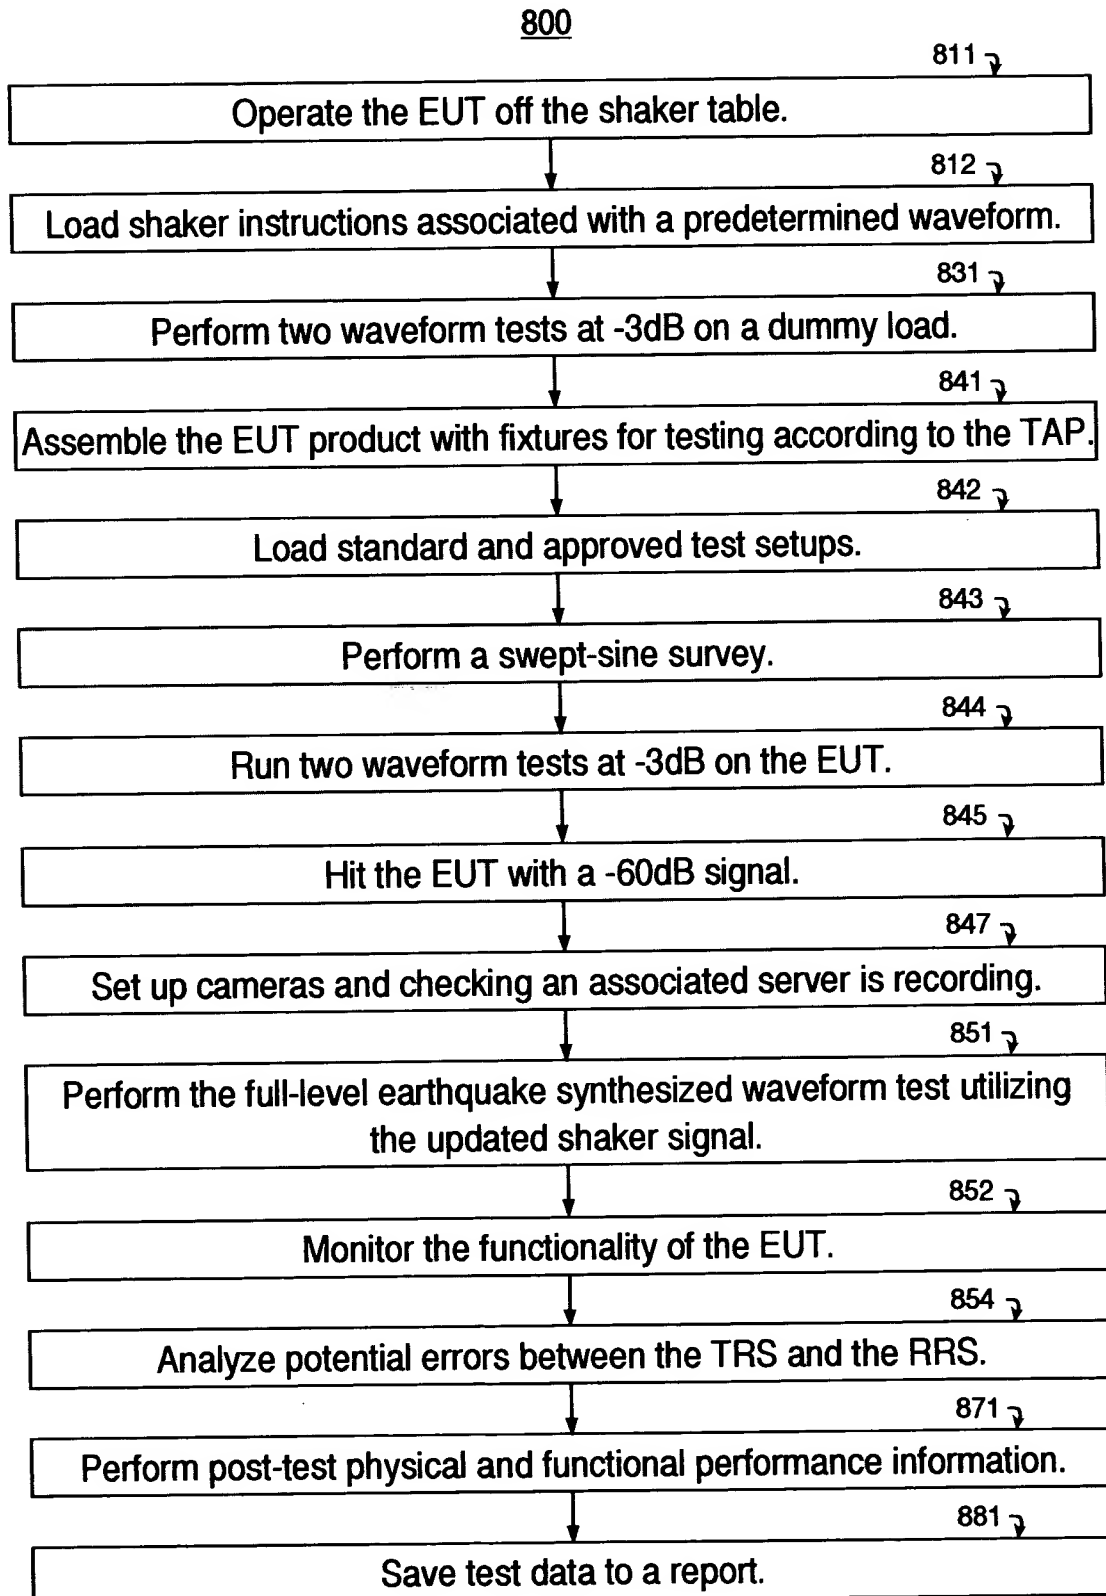 800
811
Operate the EUT off the shaker table.
812
Load shaker instructions associated with a predetermined waveform.
831
Perform two waveform tests at -3dB on a dummy load.
841
Assemble the EUT product with fixtures for testing according to the TAP.
842
Load standard and approved test setups.
843
Perform a swept-sine survey.
844
Run two waveform tests at -3dB on the EUT.
845
Hit the EUT with a -60dB signal.
847
Set up cameras and checking an associated server is recording.
851
Perform the full-level earthquake synthesized waveform test utilizing
the updated shaker signal.
852
Monitor the functionality of the EUT.
854
Analyze potential errors between the TRS and the RRS.
871
Perform post-test physical and functional performance information.
881
Save test data to a report.